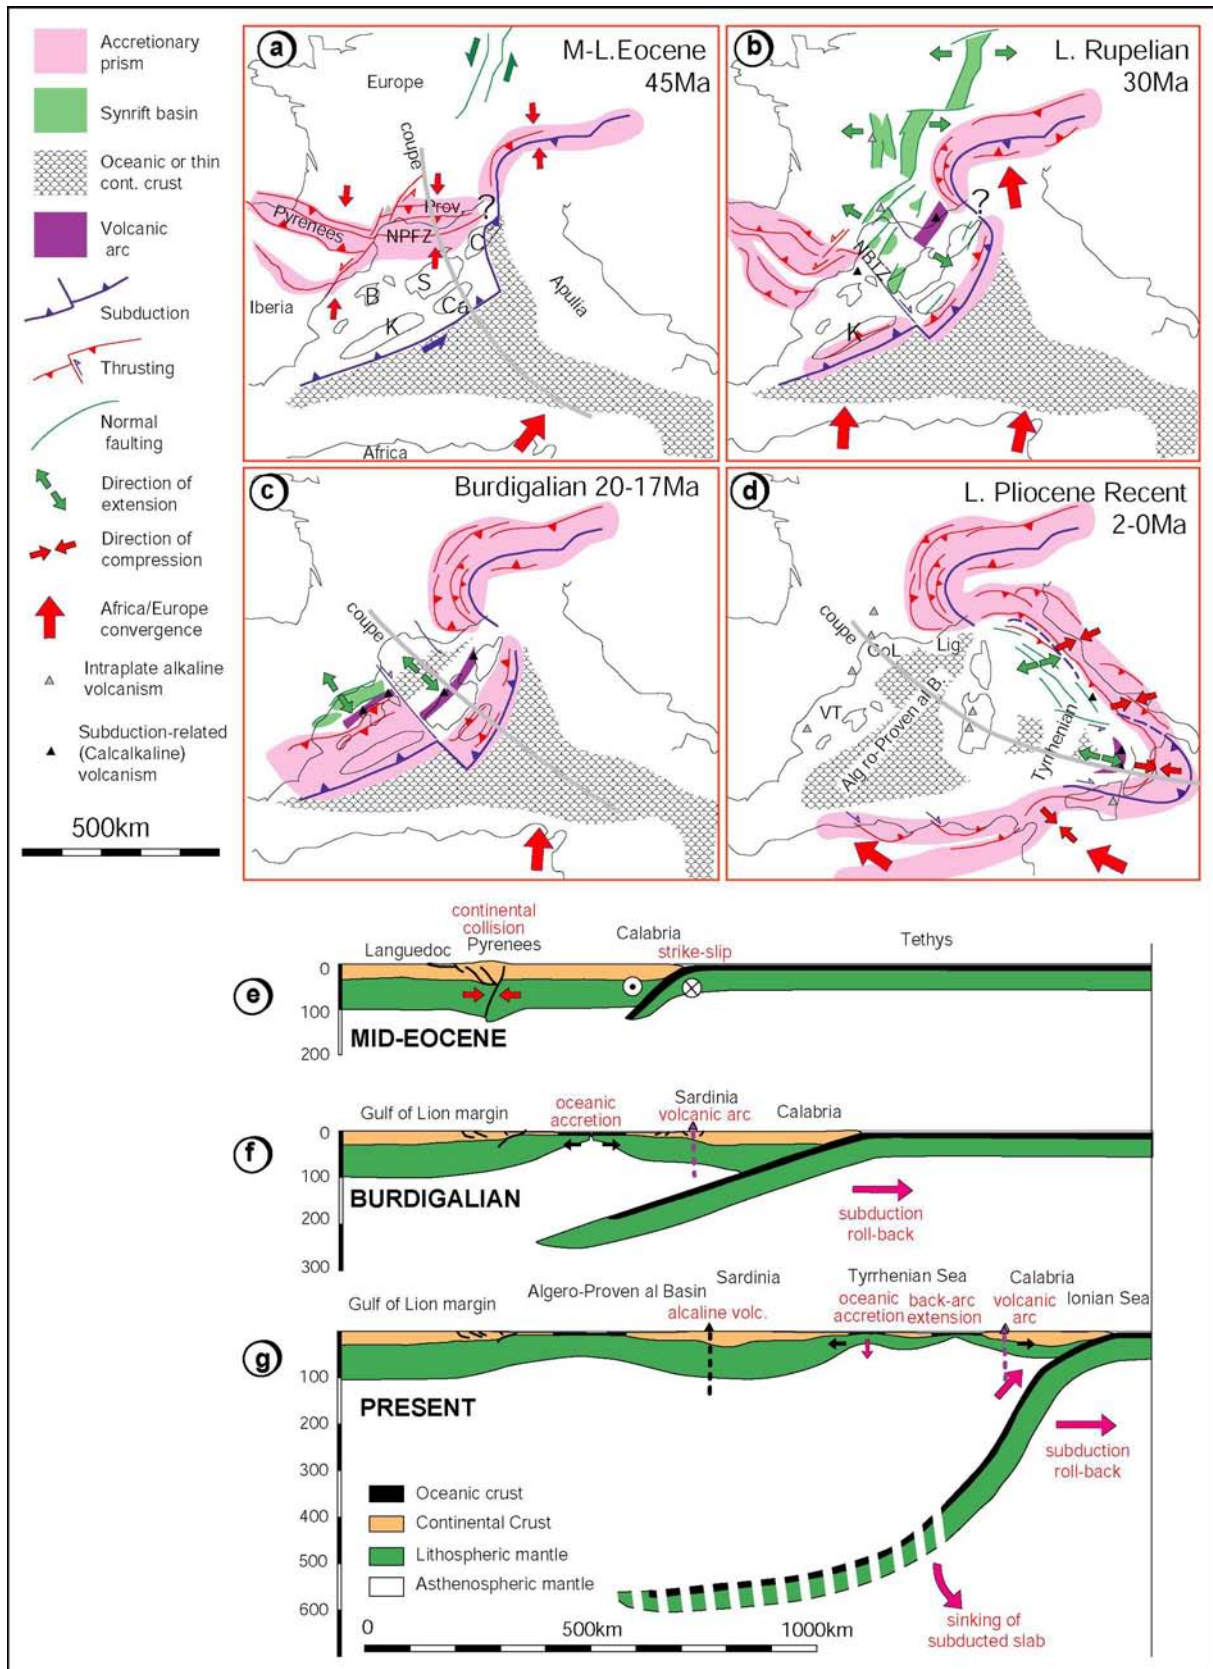 Accretionary
prism
Synrift basin
Oceanic or thin
cont. crust
Volcanic
arc
Subduction
Thrusting
Normal
faulting
Direction of
extension
Direction of
compression
Africa/Europe
convergence
Intraplate alkaline
volcanism
Subduction-related
(Calcalkaline)
volcanism
500km
a
M-L.Eocene
45Ma
Europe
coupe
Prov.
?
Pyrenees
NPFZ
C
S
B
Ca
K
Iberia
Apulia
Africa
b
L. Rupelian
30Ma
?
NBTZ
K
c
Burdigalian 20-17Ma
coupe
d
L. Pliocene Recent
2-0Ma
coupe
GoL
Lig.
VT
Alg ro-Proven al B.
Tyrrhenian
continental
collision
Languedoc
Pyrenees
Calabria
strike-slip
Tethys
e
0
100
200
MID-EOCENE
Gulf of Lion margin
oceanic
accretion
Sardinia
volcanic arc
Calabria
f
0
100
200
300
BURDIGALIAN
subduction
roll-back
Gulf of Lion margin
Algero-Proven al Basin
Sardinia
alcaline volc.
Tyrrhenian Sea
oceanic
accretion
back-arc
extension
Calabria
volcanic
arc
Ionian Sea
g
100
200
300
400
500
600
PRESENT
subduction
roll-back
Oceanic crust
Continental Crust
Lithospheric mantle
Asthenospheric mantle
sinking of
subducted slab
0
500km
1000km